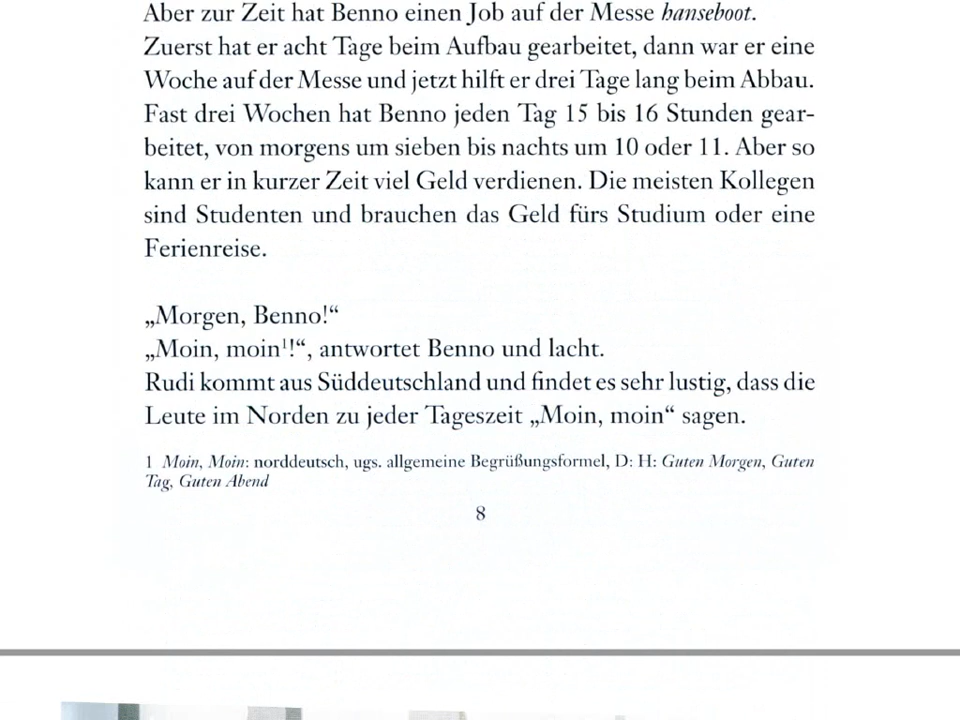 Aber zur Zeit hat Benno einen Job auf der Messe hanseboot.
Zuerst hat er acht Tage beim Aufbau gearbeitet, dann war er eine
Woche auf der Messe und jetzt hilft er drei Tage lang beim Abbau.
Fast drei Wochen hat Benno jeden Tag 15 bis 16 Stunden gear-
beitet, von morgens um sieben bis nachts um 10 oder 11. Aber so
kann er in kurzer Zeit viel Geld verdienen. Die meisten Kollegen
sind Studenten und brauchen das Geld fürs Studium oder eine
Ferienreise.
„Morgen, Benno!“
„Moin, moin¹!“, antwortet Benno und lacht.
Rudi kommt aus Süddeutschland und findet es sehr lustig, dass die
Leute im Norden zu jeder Tageszeit „Moin, moin“ sagen.
1 Moin, Moin: norddeutsch, ugs. allgemeine Begrüßungsformel, D: H: Guten Morgen, Guten
Tag, Guten Abend
8